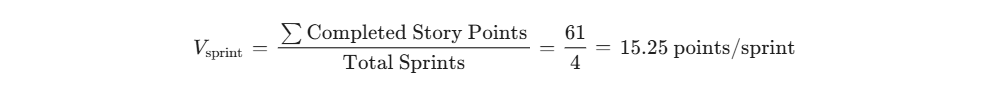 V_sprint = ∑ Completed Story Points / Total Sprints = 61 / 4 = 15.25 points/sprint